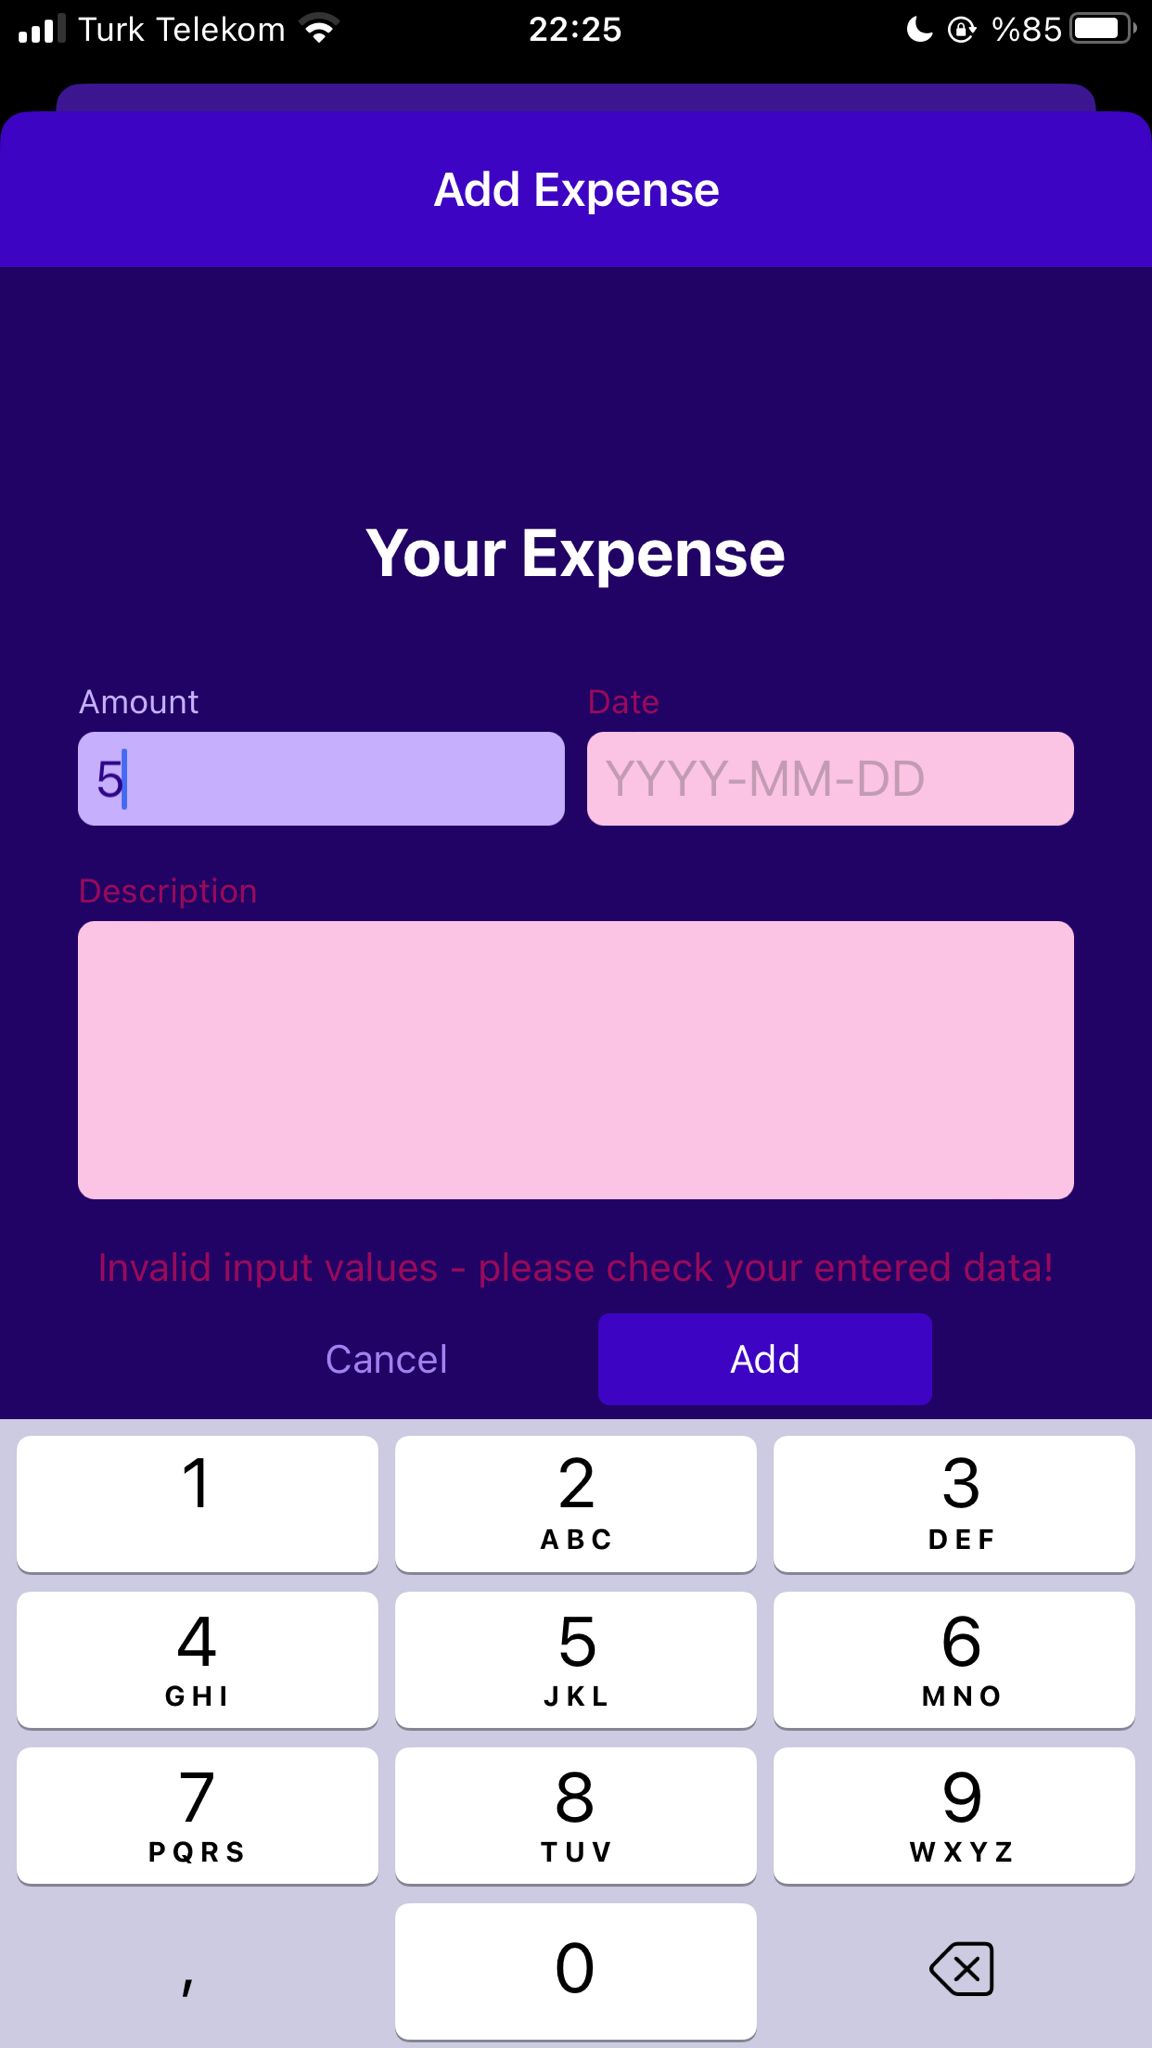 Turk Telekom 22:25 %85
Add Expense
Your Expense
Amount Date
5 YYYY-MM-DD
Description
Invalid input values - please check your entered data!
Cancel Add
1 2 3
ABC DEF
4 5 6
GHI JKL MNO
7 8 9
PQRS TUV WXYZ
, 0